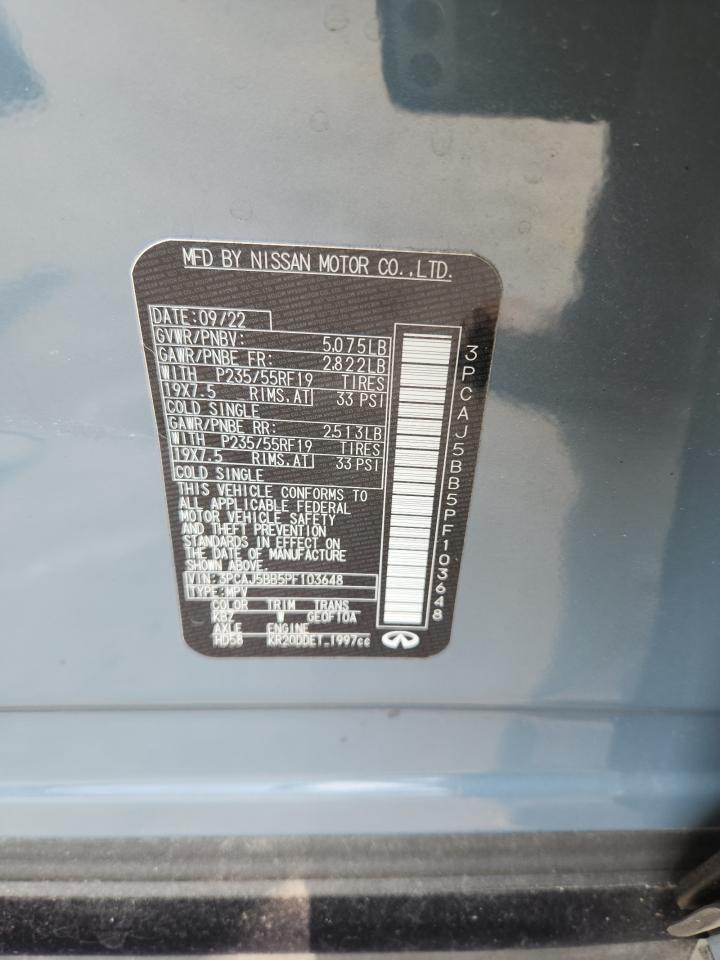 MFD BY NISSAN MOTOR CO.,LTD.
DATE:09/22
GVWR/PNBV: 5,075LB
GAWR/PNBE FR: 2,822LB
WITH P235/55RF19 TIRES
19X7.5 RIMS.AT 33 PSI
COLD SINGLE
GAWR/PNBE RR: 2,513LB
WITH P235/55RF19 TIRES
19X7.5 RIMS.AT 33 PSI
COLD SINGLE
THIS VEHICLE CONFORMS TO
ALL APPLICABLE FEDERAL
MOTOR VEHICLE SAFETY
AND THEFT PREVENTION
STANDARDS IN EFFECT ON
THE DATE OF MANUFACTURE
SHOWN ABOVE.
VIN:3PCAJ5BB5PF103648
TYPE:MPV
COLOR TRIM TRANS
KBZ W GE0F10A
AXLE ENGINE
HD58 KR20DDET 1997cc
3PCAJ5BB5PF103648